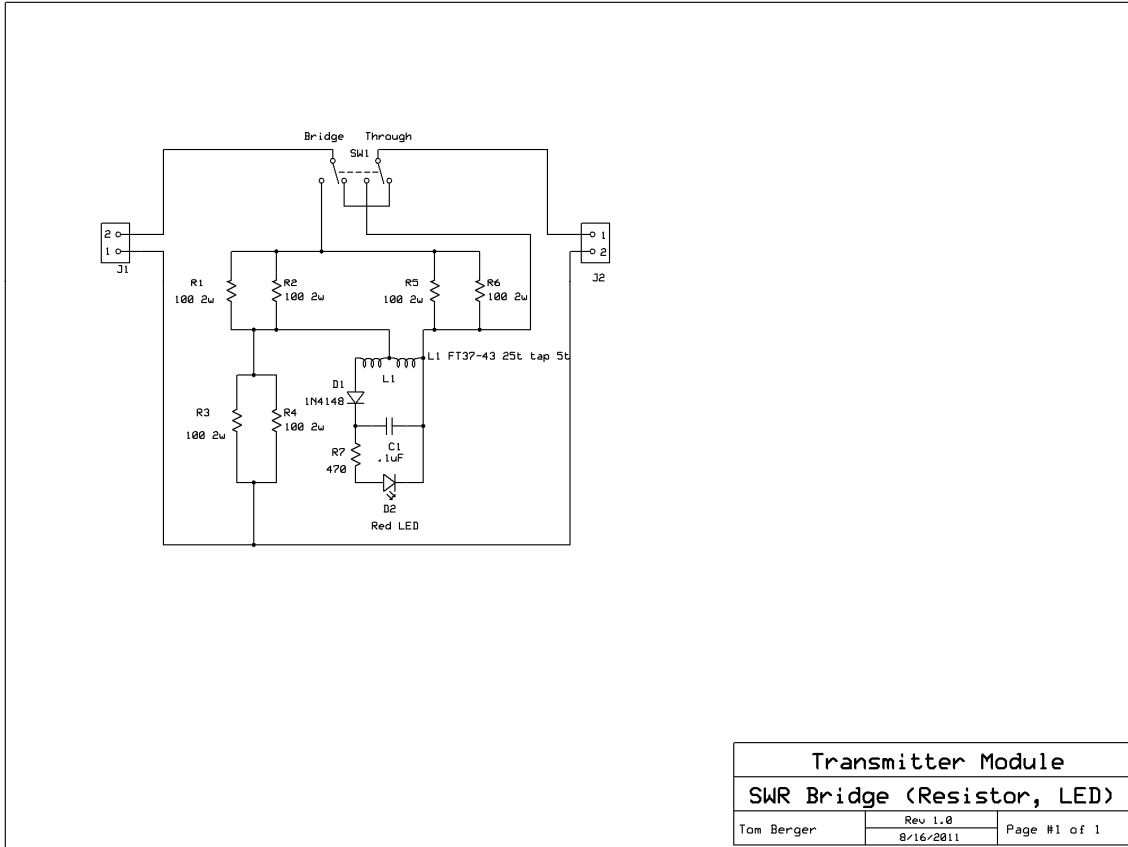 Bridge Through
SW1
2
1
J1
1
2
J2
R1
100 2w
R2
100 2w
R5
100 2w
R6
100 2w
L1 FT37-43 25t tap 5t
L1
D1
1N4148
R3
100 2w
R4
100 2w
C1
.1uF
R7
470
D2
Red LED
Transmitter Module
SWR Bridge (Resistor, LED)
Tom Berger
Rev 1.0
8/16/2011
Page #1 of 1